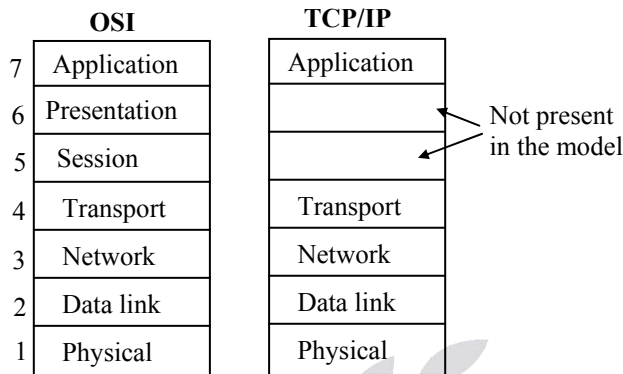 OSI TCP/IP
7 Application Application
6 Presentation
Not present
in the model
5 Session
4 Transport Transport
3 Network Network
2 Data link Data link
1 Physical Physical